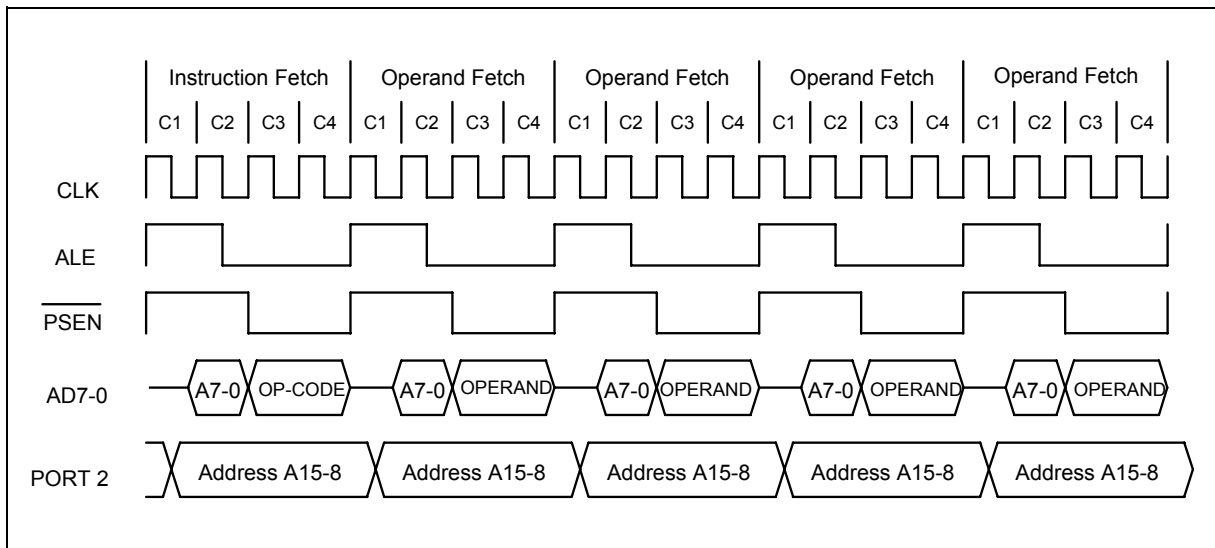 Instruction Fetch Operand Fetch Operand Fetch Operand Fetch Operand Fetch
C1 C2 C3 C4 C1 C2 C3 C4 C1 C2 C3 C4 C1 C2 C3 C4 C1 C2 C3 C4
CLK
ALE
PSEN
AD7-0 A7-0 OP-CODE A7-0 OPERAND A7-0 OPERAND A7-0 OPERAND A7-0 OPERAND
PORT 2 Address A15-8 Address A15-8 Address A15-8 Address A15-8 Address A15-8